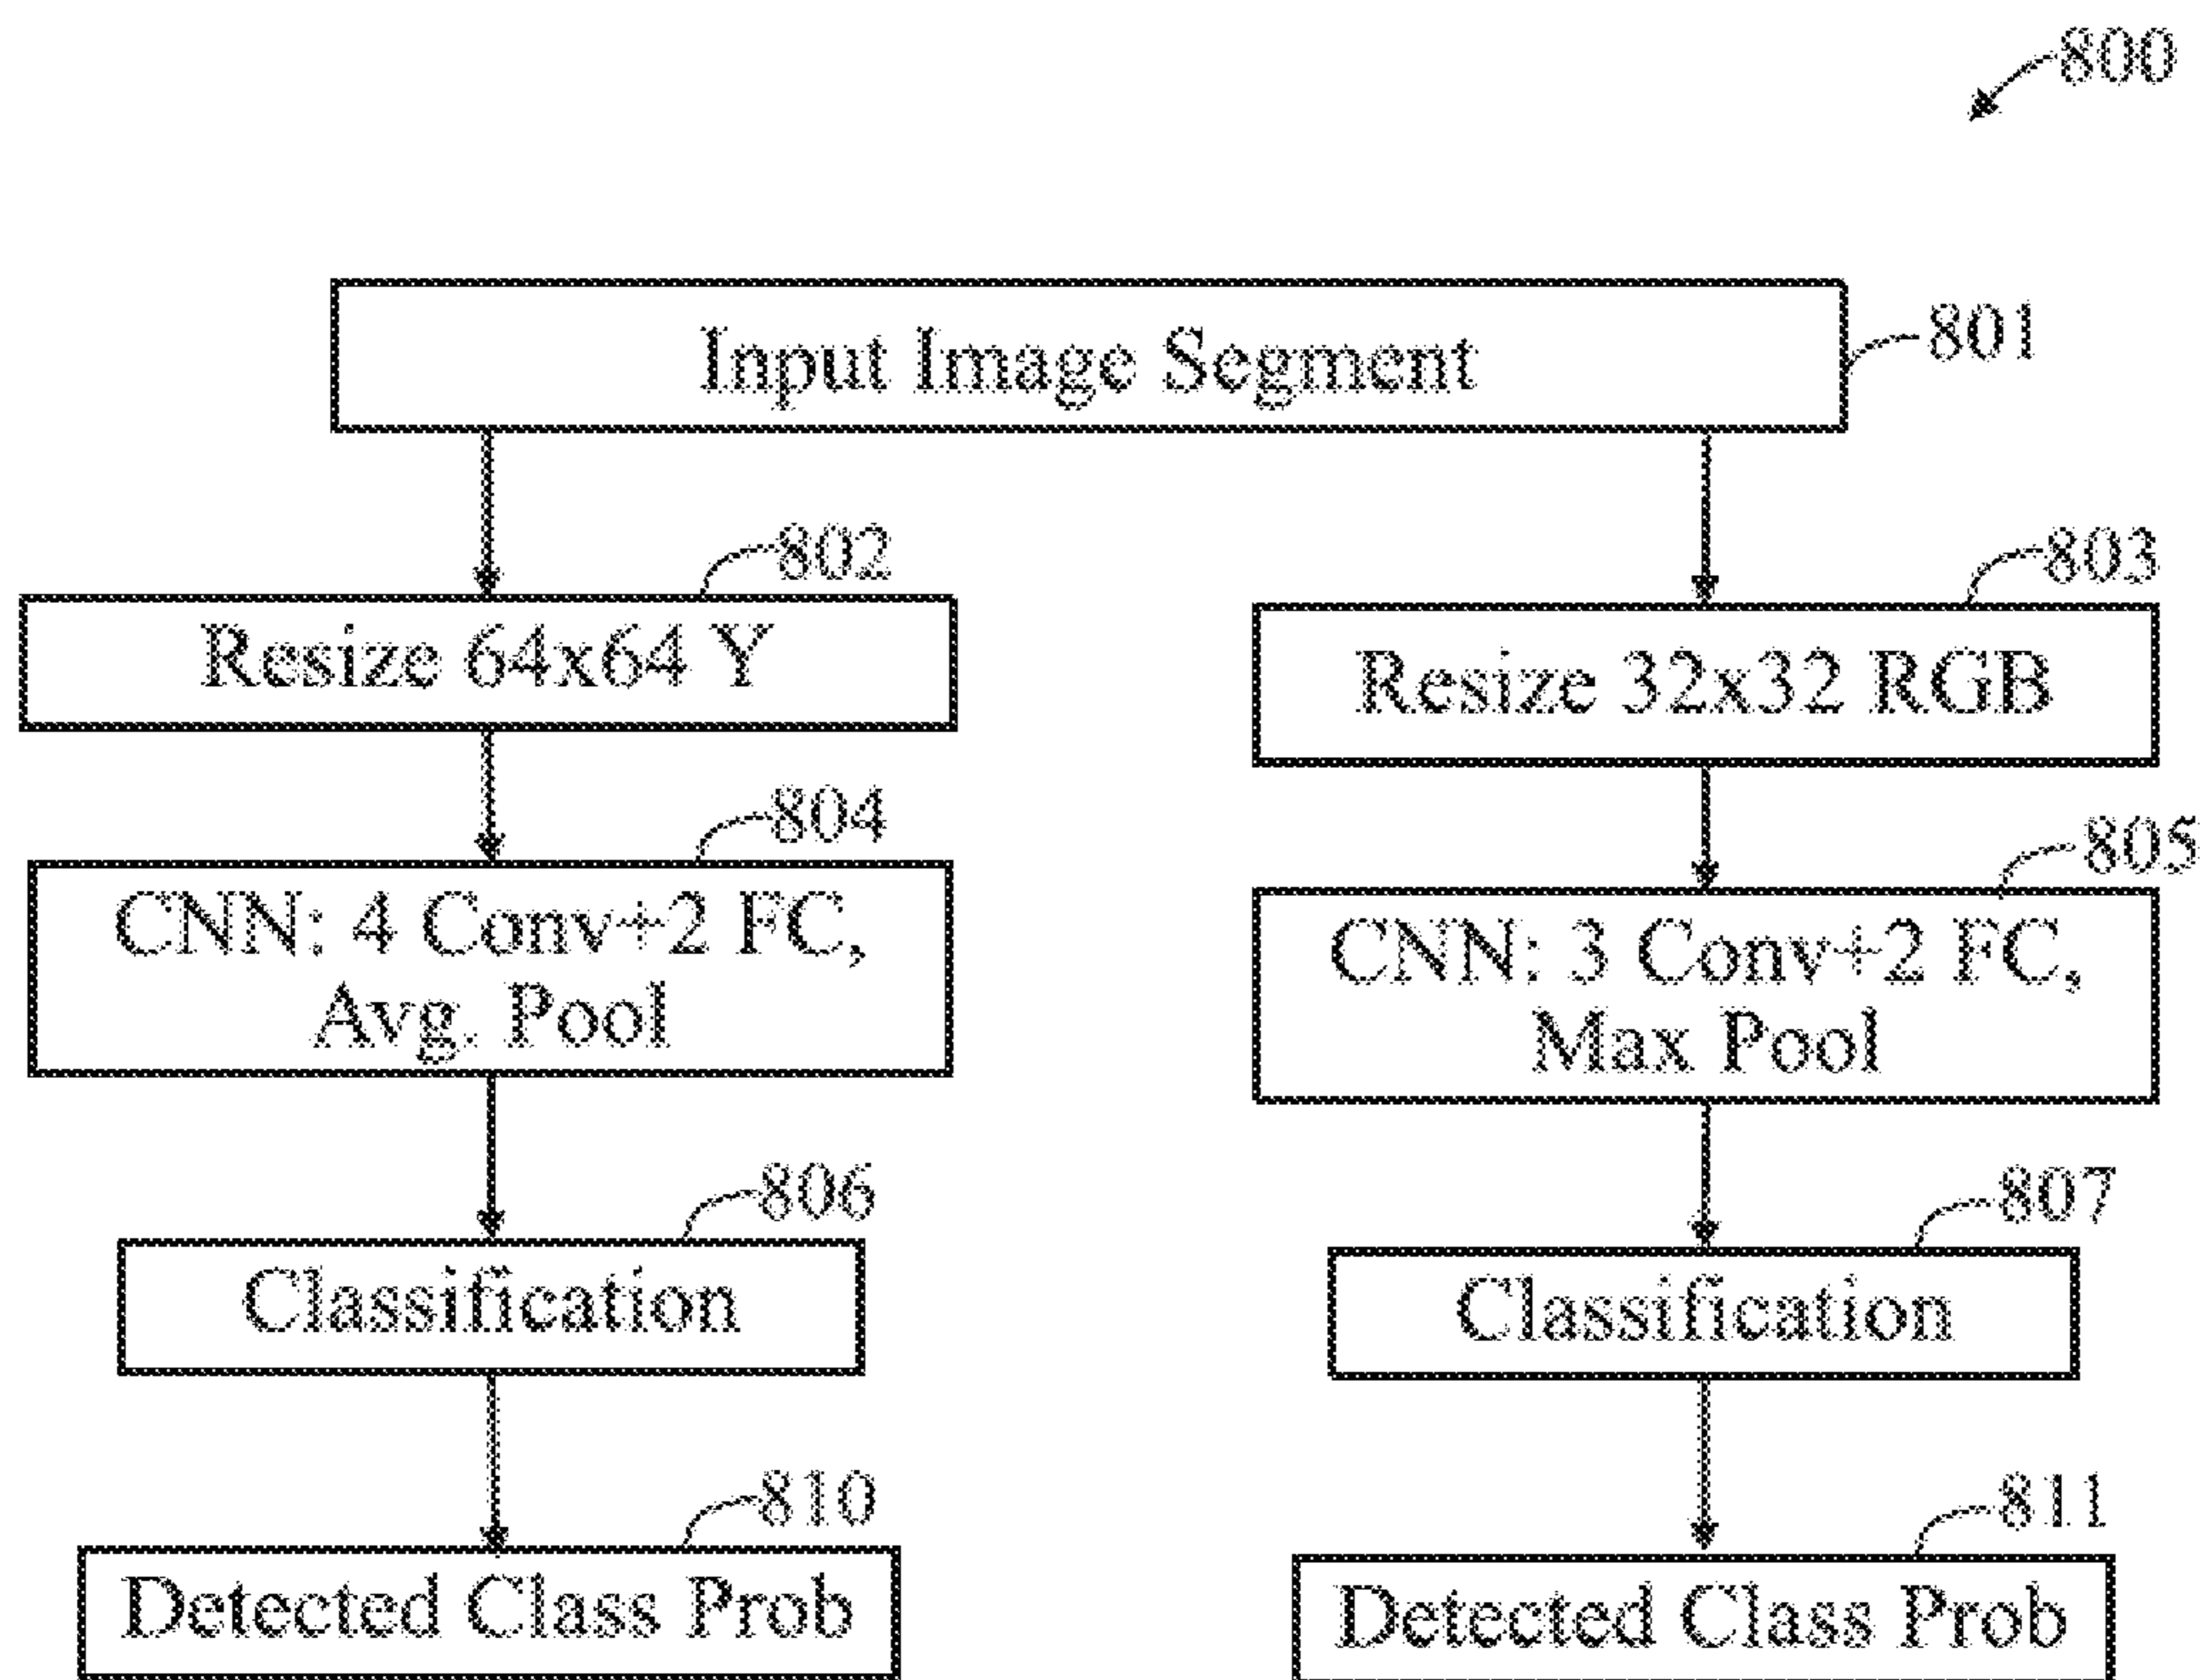 800
Input Image Segment
801
802
803
Resize 64x64 Y
Resize 32x32 RGB
804
805
CNN: 4 Conv+2 FC,
Avg. Pool
CNN: 3 Conv+2 FC,
Max Pool
806
807
Classification
Classification
810
811
Detected Class Prob
Detected Class Prob